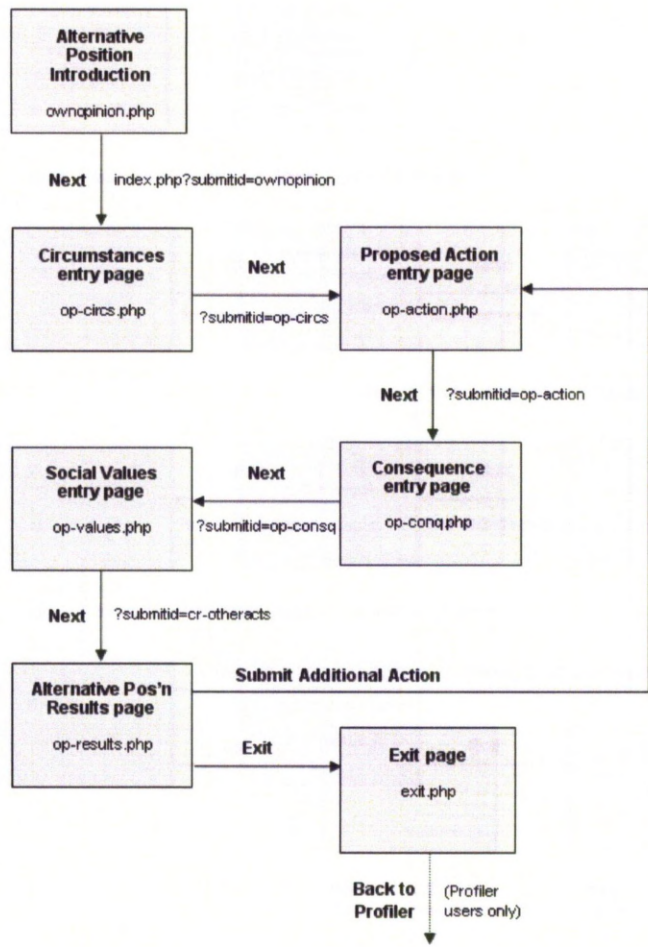 Alternative
Position
Introduction
ownopinion.php
Next
index.php?submitid=ownopinion
Circumstances
entry page
op-circs.php
Next
?submitid=op-circs
Proposed Action
entry page
op-action.php
Next
?submitid=op-action
Social Values
entry page
op-values.php
Next
?submitid=op-consq
Consequence
entry page
op-conq.php
Next
?submitid=cr-otheracts
Alternative Pos'n
Results page
op-results.php
Submit Additional Action
Exit
Exit page
exit.php
Back to
Profiler
(Profiler
users only)